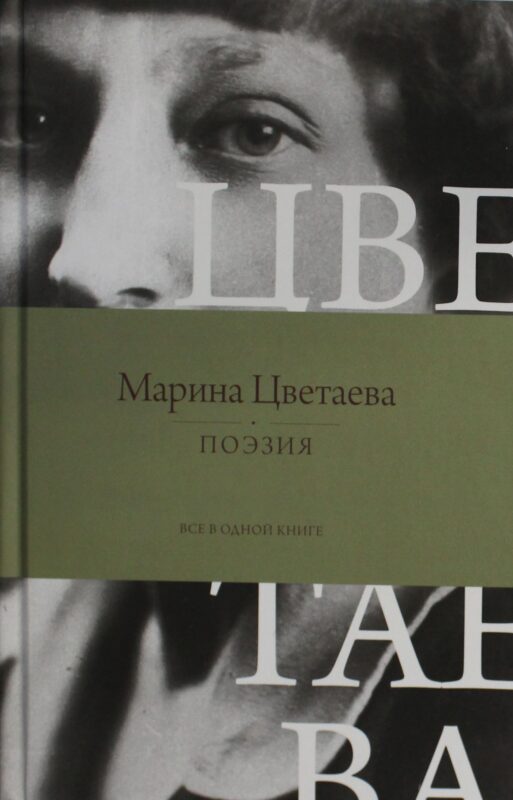 ЦВЕ
Марина Цветаева
ПОЭЗИЯ
ВСЕ В ОДНОЙ КНИГЕ
ТАЕ
ВА